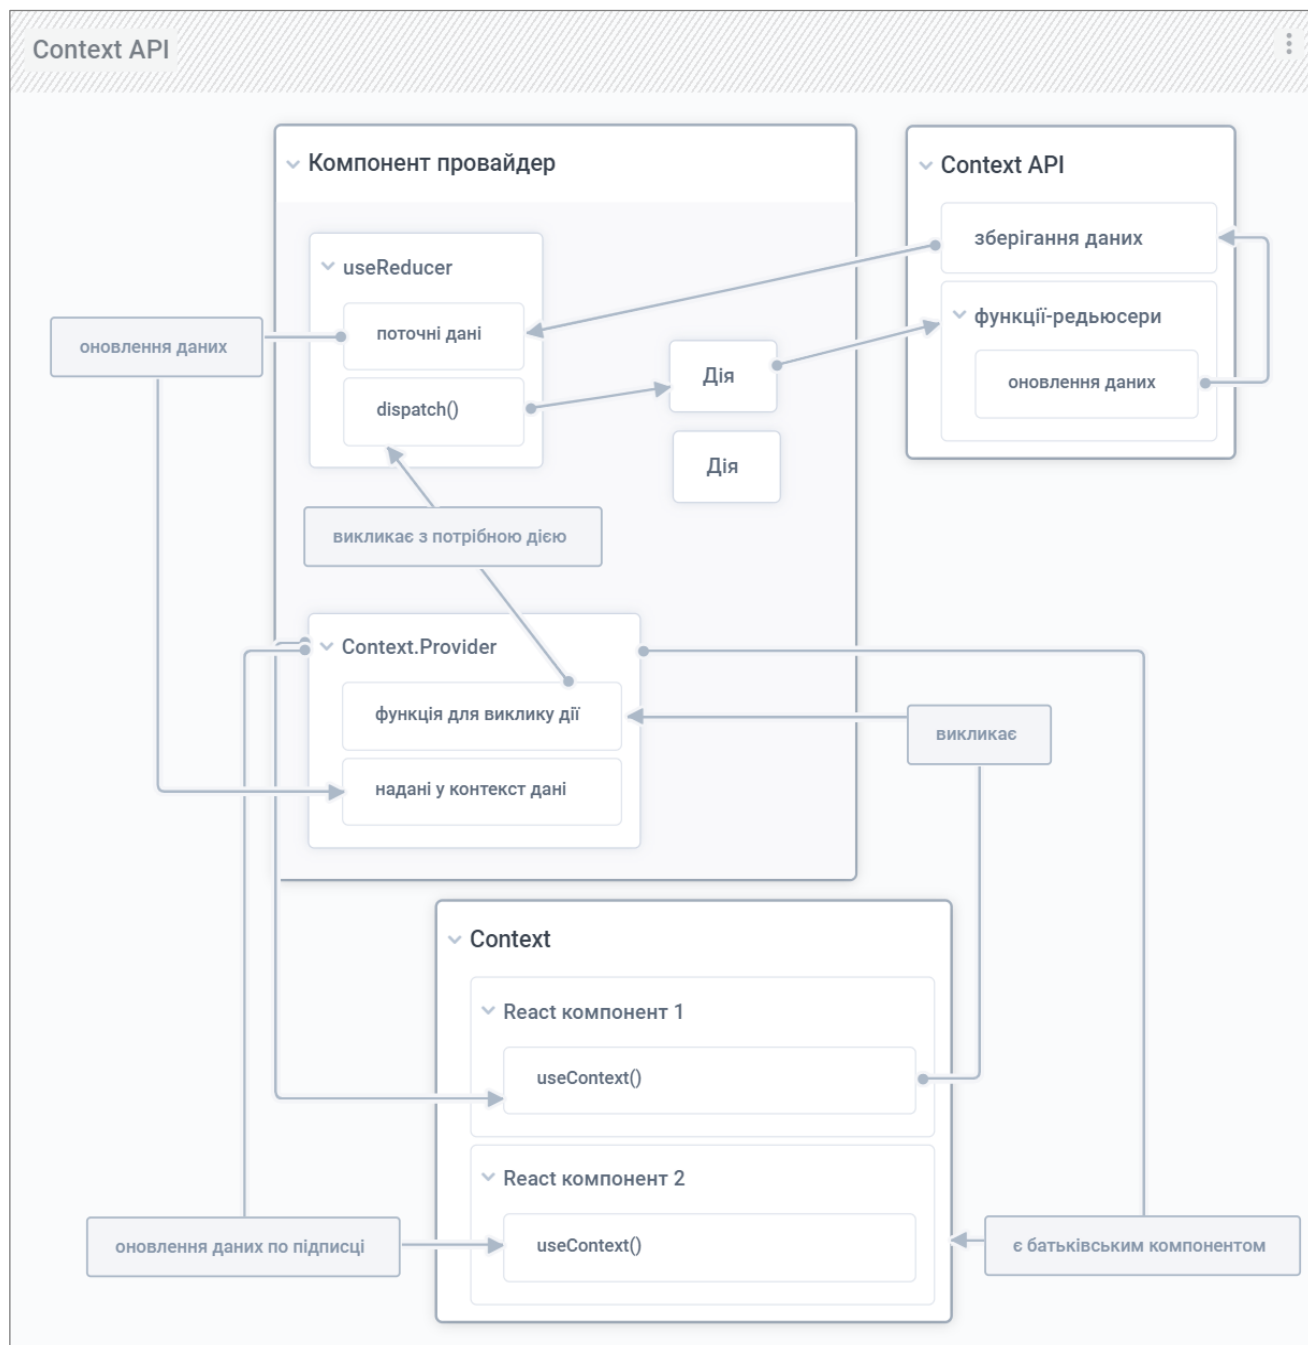 Context API
Компонент провайдер
Context API
зберігання даних
useReducer
функції-редьюсери
поточні дані
оновлення даних
Дія
оновлення даних
dispatch()
Дія
викликає з потрібною дією
Context.Provider
функція для виклику дії
викликає
надані у контекст дані
Context
React компонент 1
useContext()
React компонент 2
оновлення даних по підписці
useContext()
є батьківським компонентом